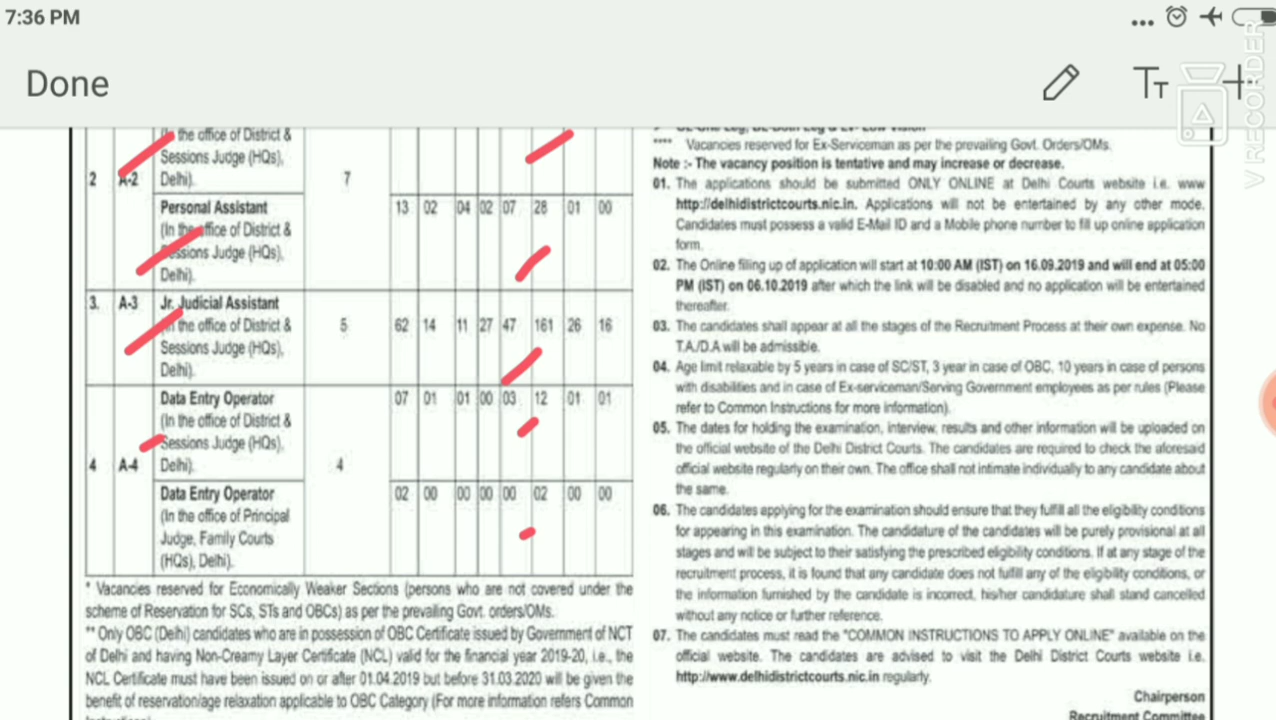 7:36 PM
Done
TT
V RECORDER
(In the office of District &
Sessions Judge (HQs),
2 A-2 Delhi). 7
Personal Assistant 13 02 04 02 07 28 01 00
(In the office of District &
Sessions Judge (HQs),
Delhi).
3. A-3 Jr. Judicial Assistant
(In the office of District & 5 62 14 11 27 47 161 26 16
Sessions Judge (HQs),
Delhi).
Data Entry Operator 07 01 01 00 03 12 01 01
(In the office of District &
Sessions Judge (HQs),
4 A-4 Delhi). 4
Data Entry Operator 02 00 00 00 00 02 00 00
(In the office of Principal
Judge, Family Courts
(HQs), Delhi).
* Vacancies reserved for Economically Weaker Sections (persons who are not covered under the
scheme of Reservation for SCs, STs and OBCs) as per the prevailing Govt. orders/OMs.
** Only OBC (Delhi) candidates who are in possession of OBC Certificate issued by Government of NCT
of Delhi and having Non-Creamy Layer Certificate (NCL) valid for the financial year 2019-20, i.e., the
NCL Certificate must have been issued on or after 01.04.2019 but before 31.03.2020 will be given the
benefit of reservation/age relaxation applicable to OBC Category (For more information refers Common
**** Vacancies reserved for Ex-Serviceman as per the prevailing Govt. Orders/OMs.
Note :- The vacancy position is tentative and may increase or decrease.
01. The applications should be submitted ONLY ONLINE at Delhi Courts website i.e. www
http://delhidistrictcourts.nic.in. Applications will not be entertained by any other mode.
Candidates must possess a valid E-Mail ID and a Mobile phone number to fill up online application
form.
02. The Online filing up of application will start at 10:00 AM (IST) on 16.09.2019 and will end at 05:00
PM (IST) on 06.10.2019 after which the link will be disabled and no application will be entertained
thereafter.
03. The candidates shall appear at all the stages of the Recruitment Process at their own expense. No
T.A/D.A will be admissible.
04. Age limit relaxable by 5 years in case of SC/ST, 3 year in case of OBC, 10 years in case of persons
with disabilities and in case of Ex-serviceman/Serving Government employees as per rules (Please
refer to Common Instructions for more information).
05. The dates for holding the examination, interview, results and other information will be uploaded on
the official website of the Delhi District Courts. The candidates are required to check the aforesaid
official website regularly on their own. The office shall not intimate individually to any candidate about
the same.
06. The candidates applying for the examination should ensure that they fulfill all the eligibility conditions
for appearing in this examination. The candidature of the candidates will be purely provisional at all
stages and will be subject to their satisfying the prescribed eligibility conditions. If at any stage of the
recruitment process, it is found that any candidate does not fulfill any of the eligibility conditions, or
the information furnished by the candidate is incorrect, his/her candidature shall stand cancelled
without any notice or further reference.
07. The candidates must read the "COMMON INSTRUCTIONS TO APPLY ONLINE" available on the
official website. The candidates are advised to visit the Delhi District Courts website i.e.
http://www.delhidistrictcourts.nic.in regularly.
Chairperson
Recruitment Committee